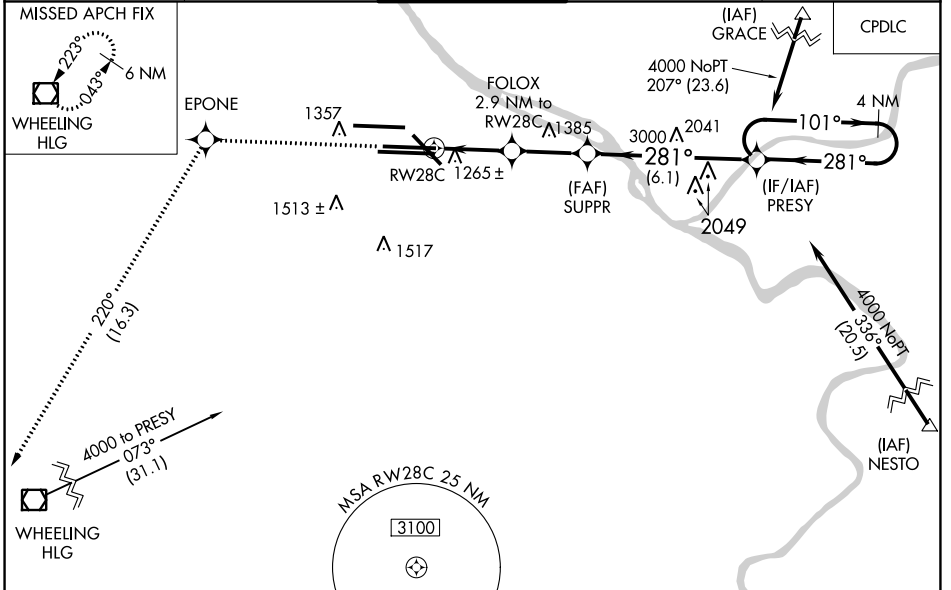 MISSED APCH FIX
223°
043°
6 NM
WHEELING
HLG
(IAF)
GRACE
CPDLC
4000 NoPT
207° (23.6)
EPONE
1357
FOLOX
2.9 NM to
RW28C
1385
3000
2041
4 NM
101°
281°
(6.1)
281°
RW28C
1265 ±
(FAF)
SUPPR
(IF/IAF)
PRESY
1513 ±
2049
1517
220°
(16.3)
4000 NoPT
336°
(20.5)
4000 to PRESY
073°
(31.1)
(IAF)
NESTO
WHEELING
HLG
MSA RW28C 25 NM
3100